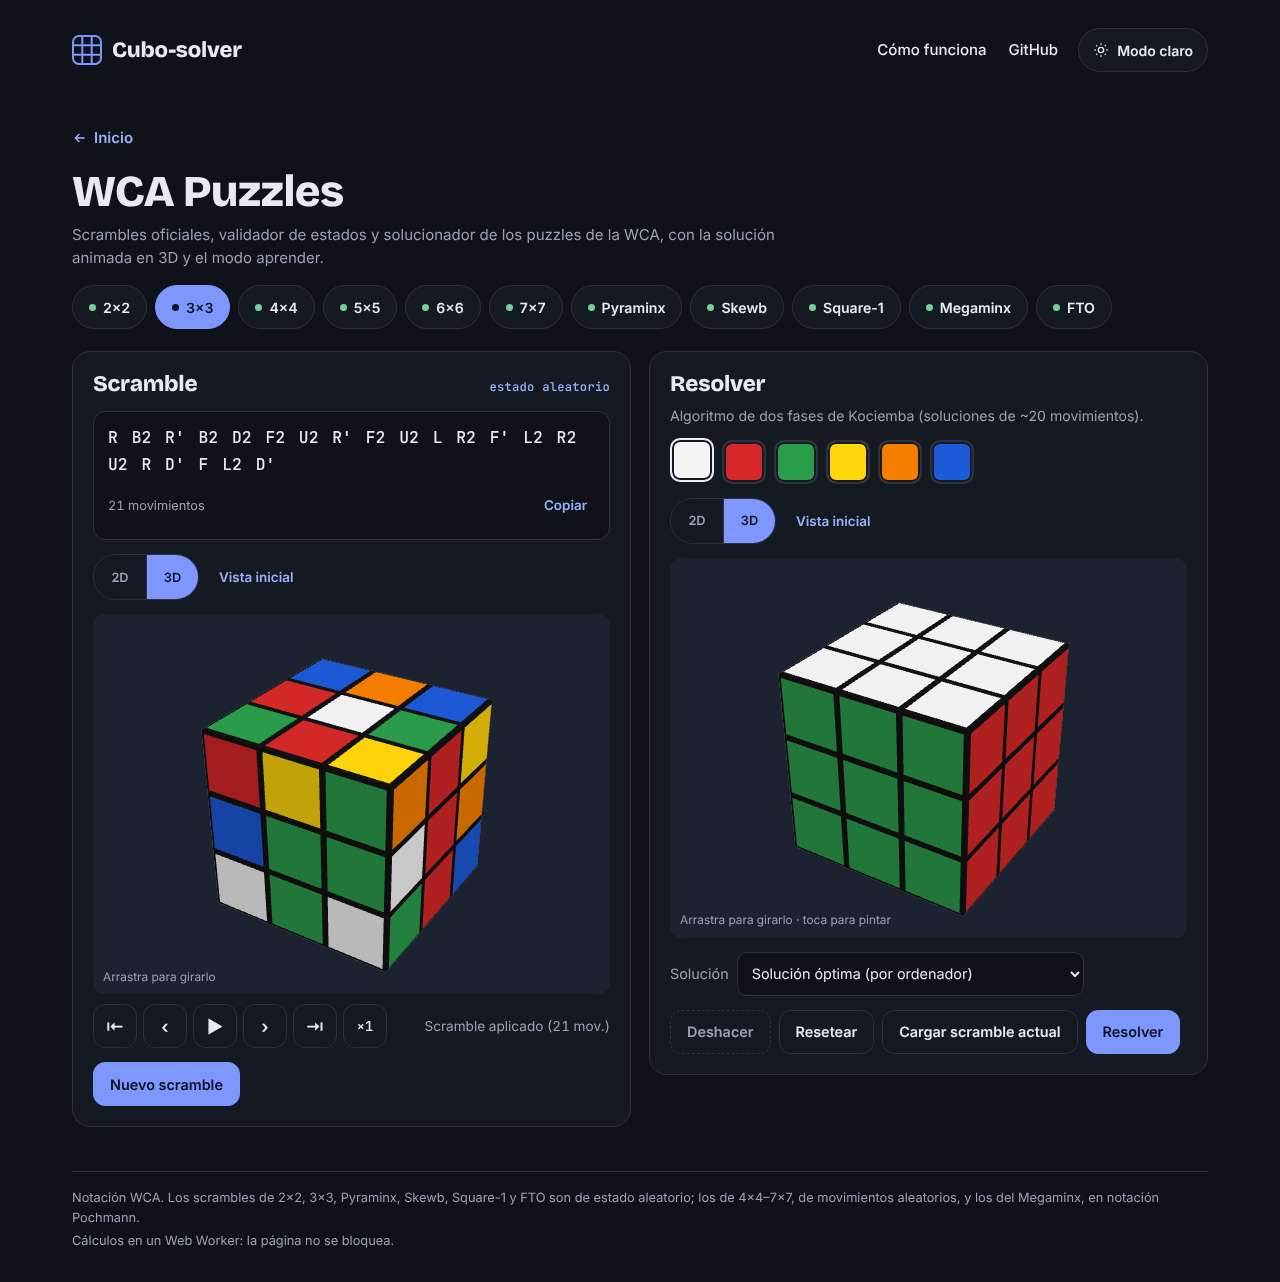 Cubo-solver
Cómo funciona
GitHub
Modo claro
← Inicio
WCA Puzzles
Scrambles oficiales, validador de estados y solucionador de los puzzles de la WCA, con la solución
animada en 3D y el modo aprender.
2×2
3×3
4×4
5×5
6×6
7×7
Pyraminx
Skewb
Square-1
Megaminx
FTO
Scramble
estado aleatorio
R B2 R' B2 D2 F2 U2 R' F2 U2 L R2 F' L2 R2
U2 R D' F L2 D'
21 movimientos
Copiar
2D
3D
Vista inicial
Arrastra para girarlo
×1
Scramble aplicado (21 mov.)
Nuevo scramble
Resolver
Algoritmo de dos fases de Kociemba (soluciones de ~20 movimientos).
2D
3D
Vista inicial
Arrastra para girarlo · toca para pintar
Solución
Solución óptima (por ordenador)
Deshacer
Resetear
Cargar scramble actual
Resolver
Notación WCA. Los scrambles de 2×2, 3×3, Pyraminx, Skewb, Square-1 y FTO son de estado aleatorio; los de 4×4–7×7, de movimientos aleatorios, y los del Megaminx, en notación
Pochmann.
Cálculos en un Web Worker: la página no se bloquea.